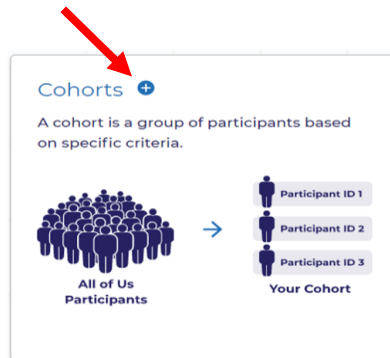 Cohorts
A cohort is a group of participants based
on specific criteria.
Participant ID 1
Participant ID 2
Participant ID 3
All of Us
Participants
Your Cohort